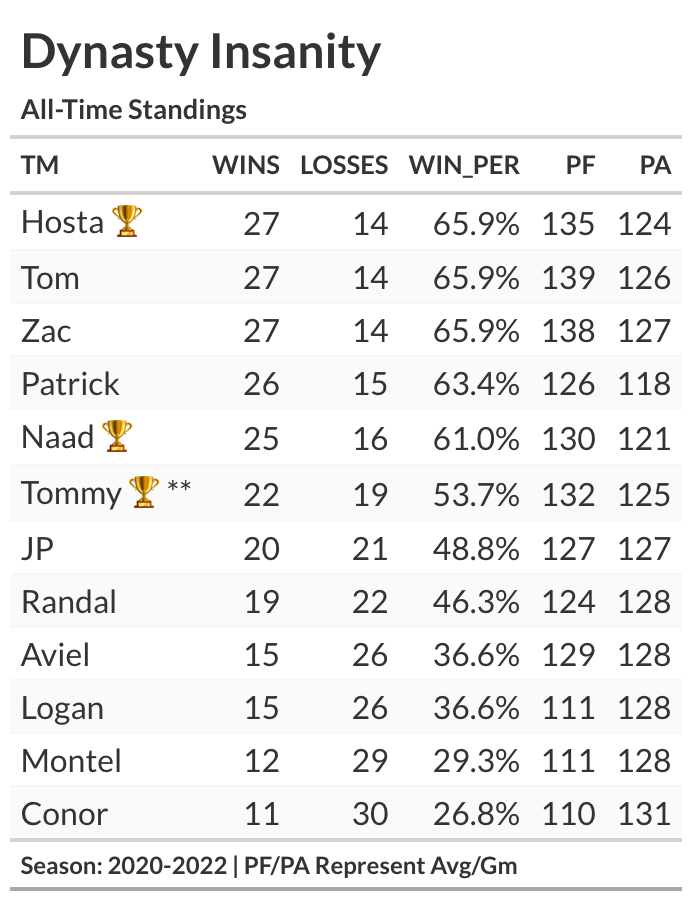 Dynasty Insanity
All-Time Standings
TM WINS LOSSES WIN_PER PF PA
Hosta 🏆 27 14 65.9% 135 124
Tom 27 14 65.9% 139 126
Zac 27 14 65.9% 138 127
Patrick 26 15 63.4% 126 118
Naad 🏆 25 16 61.0% 130 121
Tommy 🏆 ** 22 19 53.7% 132 125
JP 20 21 48.8% 127 127
Randal 19 22 46.3% 124 128
Aviel 15 26 36.6% 129 128
Logan 15 26 36.6% 111 128
Montel 12 29 29.3% 111 128
Conor 11 30 26.8% 110 131
Season: 2020-2022 | PF/PA Represent Avg/Gm